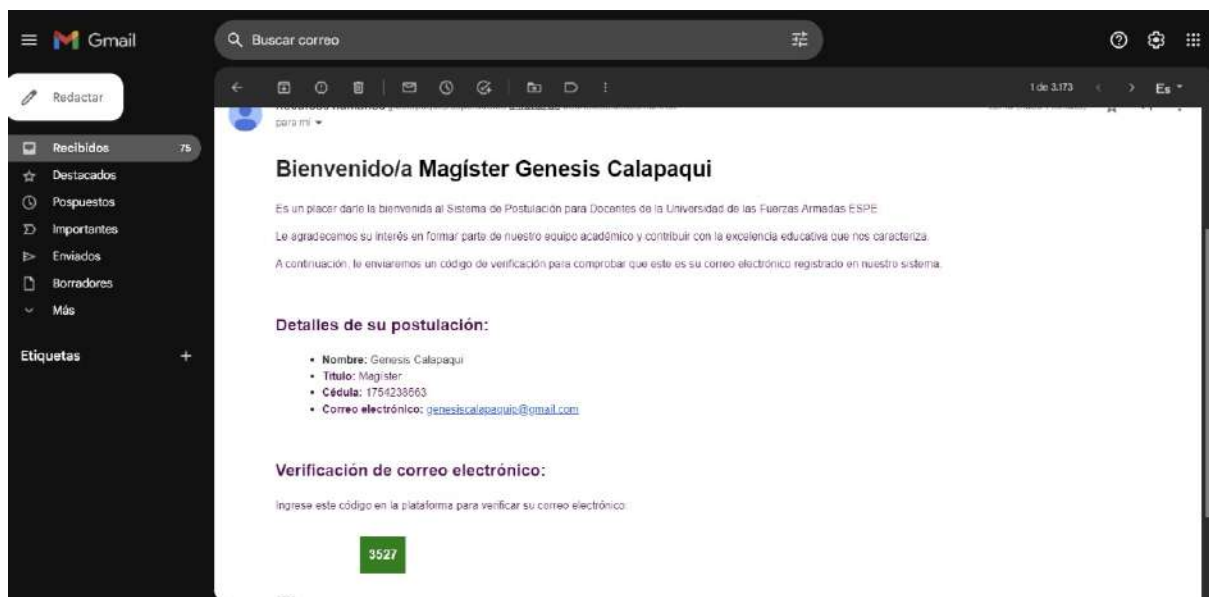 Gmail
Buscar correo
Redactar
1 de 3.173
Es
para mí
Recibidos 75
Destacados
Pospuestos
Importantes
Enviados
Borradores
Más
Etiquetas
Bienvenido/a Magíster Genesis Calapaqui
Es un placer darle la bienvenida al Sistema de Postulación para Docentes de la Universidad de las Fuerzas Armadas ESPE
Le agradecemos su interés en formar parte de nuestro equipo académico y contribuir con la excelencia educativa que nos caracteriza.
A continuación, le enviaremos un código de verificación para comprobar que este es su correo electrónico registrado en nuestro sistema.
Detalles de su postulación:
Nombre: Genesis Calapaqui
Título: Magíster
Cédula: 1754238663
Correo electrónico: genesiscalapaquip@gmail.com
Verificación de correo electrónico:
Ingrese este código en la plataforma para verificar su correo electrónico:
3527